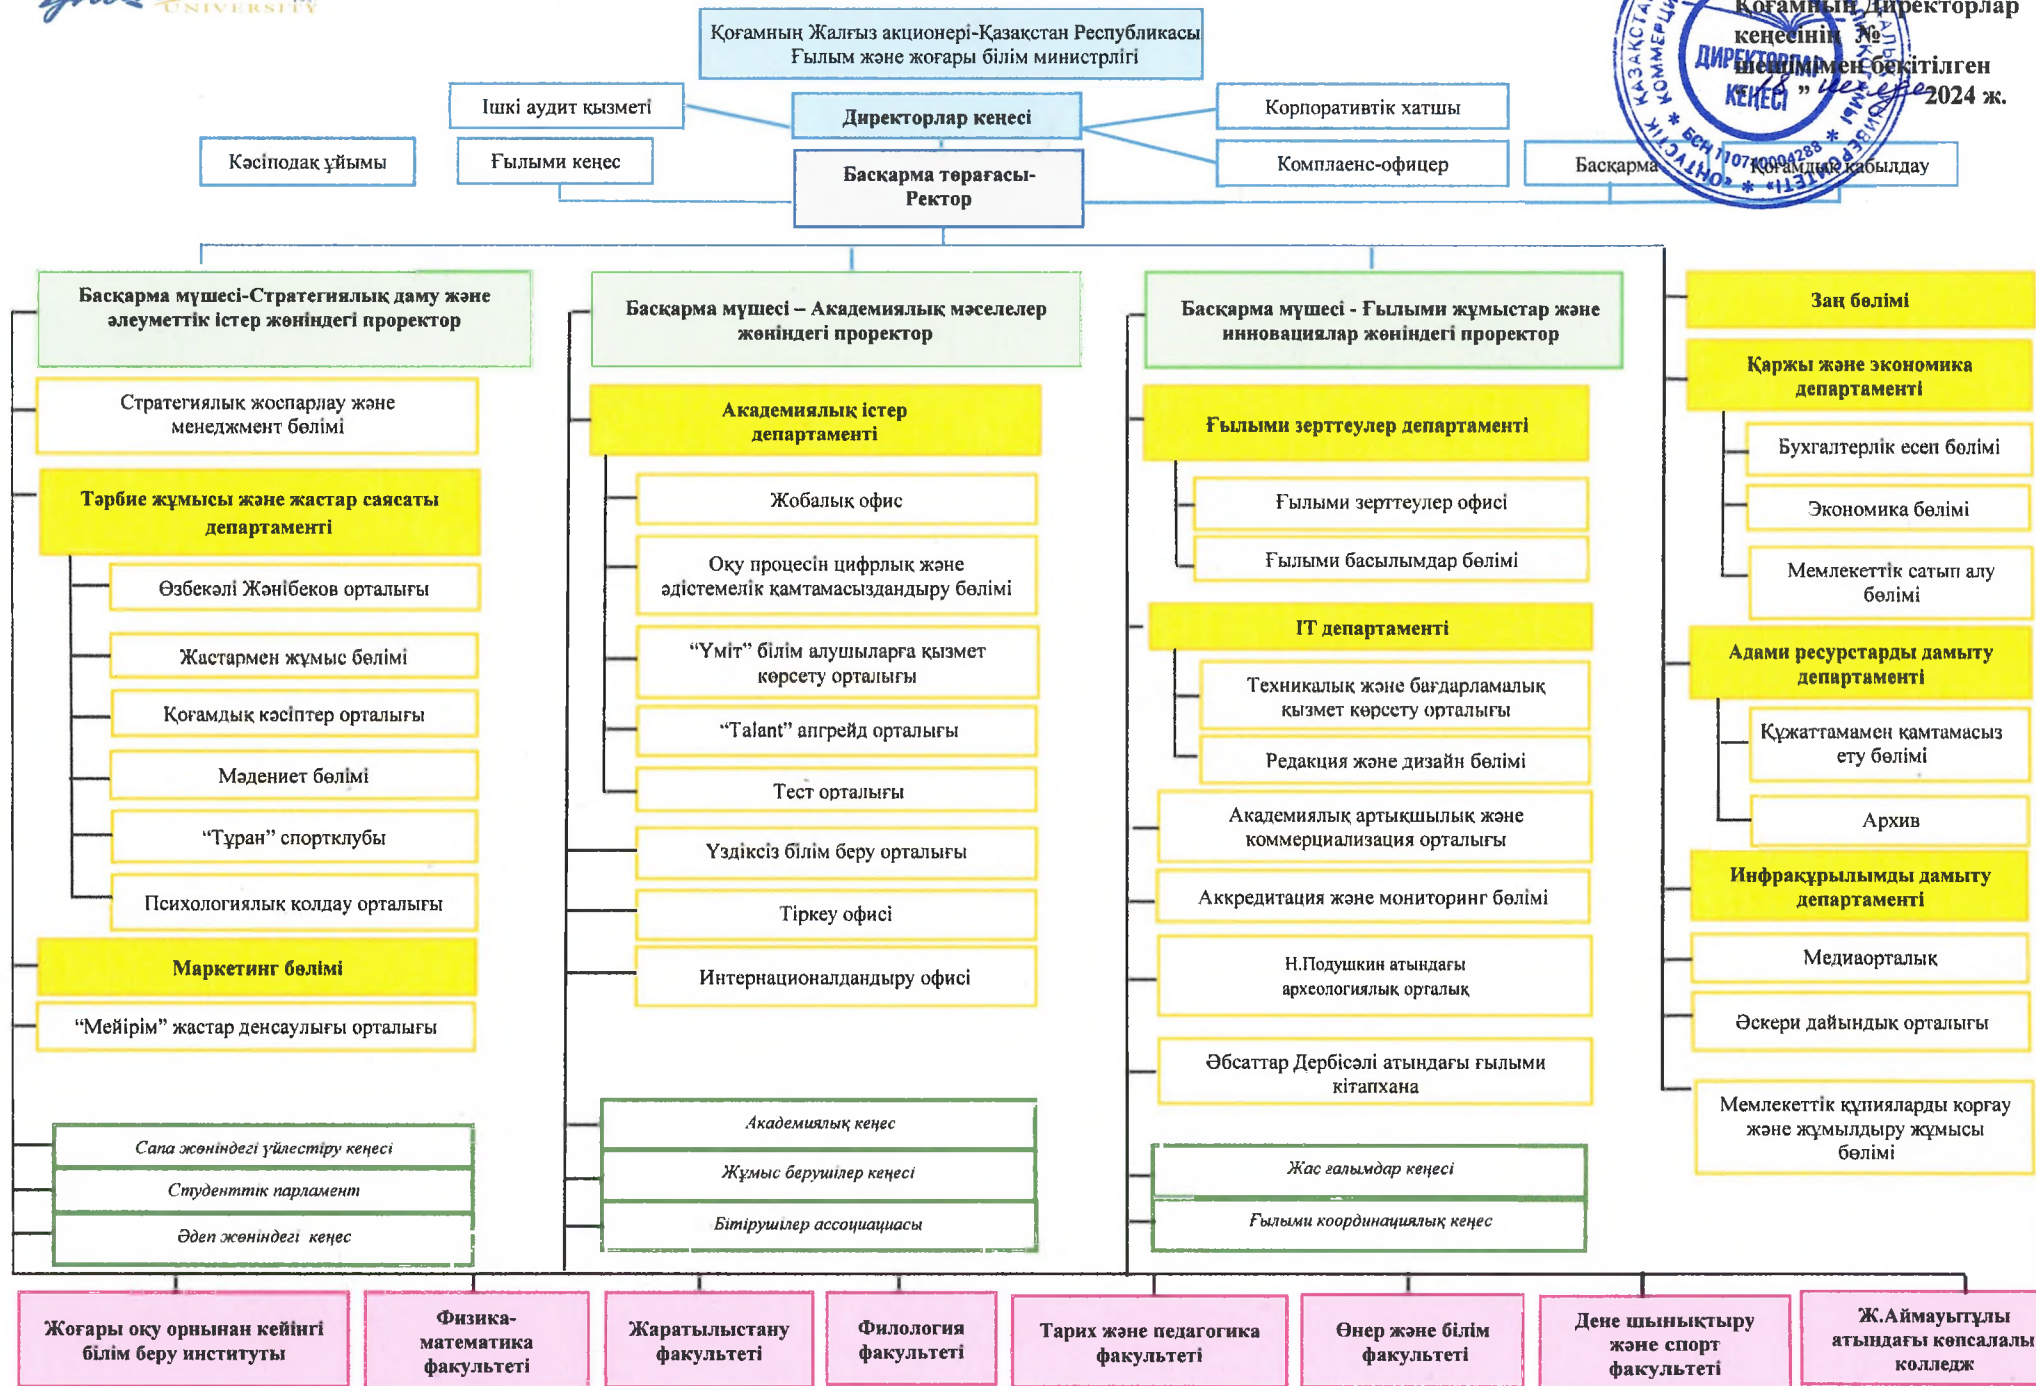 UNIVERSITY
Қоғамның Директорлар
кеңесінің №
шешімімен бекітілген
2024 ж.
ДИРЕКТОРЛАР
КЕҢЕСІ
БСН 110740004288
Қоғамның Жалғыз акционері-Қазақстан Республикасы
Ғылым және жоғары білім министрлігі
Ішкі аудит қызметі
Директорлар кеңесі
Корпоративтік хатшы
Кәсіподақ ұйымы
Ғылыми кеңес
Басқарма төрағасы-
Ректор
Комплаенс-офицер
Басқарма
Қоғамдық қабылдау
Басқарма мүшесі-Стратегиялық даму және
әлеуметтік істер жөніндегі проректор
Стратегиялық жоспарлау және
менеджмент бөлімі
Тәрбие жұмысы және жастар саясаты
департаменті
Өзбекәлі Жәнібеков орталығы
Жастармен жұмыс бөлімі
Қоғамдық кәсіптер орталығы
Мәдениет бөлімі
“Тұран” спортклубы
Психологиялық қолдау орталығы
Маркетинг бөлімі
“Мейірім” жастар денсаулығы орталығы
Сапа жөніндегі үйлестіру кеңесі
Студенттік парламент
Әдеп жөніндегі кеңес
Басқарма мүшесі – Академиялық мәселелер
жөніндегі проректор
Академиялық істер
департаменті
Жобалық офис
Оқу процесін цифрлық және
әдістемелік қамтамасыздандыру бөлімі
“Үміт” білім алушыларға қызмет
көрсету орталығы
“Talant” апгрейд орталығы
Тест орталығы
Үздіксіз білім беру орталығы
Тіркеу офисі
Интернационалдандыру офисі
Академиялық кеңес
Жұмыс берушілер кеңесі
Бітірушілер ассоциациасы
Басқарма мүшесі - Ғылыми жұмыстар және
инновациялар жөніндегі проректор
Ғылыми зерттеулер департаменті
Ғылыми зерттеулер офисі
Ғылыми басылымдар бөлімі
IT департаменті
Техникалық және бағдарламалық
қызмет көрсету орталығы
Редакция және дизайн бөлімі
Академиялық артықшылық және
коммерциализация орталығы
Аккредитация және мониторинг бөлімі
Н.Подушкин атындағы
археологиялық орталық
Әбсаттар Дербісәлі атындағы ғылыми
кітапхана
Жас ғалымдар кеңесі
Ғылыми координациялық кеңес
Заң бөлімі
Қаржы және экономика
департаменті
Бухгалтерлік есеп бөлімі
Экономика бөлімі
Мемлекеттік сатып алу
бөлімі
Адами ресурстарды дамыту
департаменті
Құжаттамамен қамтамасыз
ету бөлімі
Архив
Инфрақұрылымды дамыту
департаменті
Медиаорталық
Әскери дайындық орталығы
Мемлекеттік құпияларды қорғау
және жұмылдыру жұмысы
бөлімі
Жоғары оқу орнынан кейінгі
білім беру институты
Физика-
математика
факультеті
Жаратылыстану
факультеті
Филология
факультеті
Тарих және педагогика
факультеті
Өнер және білім
факультеті
Дене шынықтыру
және спорт
факультеті
Ж.Аймауытұлы
атындағы көпсалалы
колледж